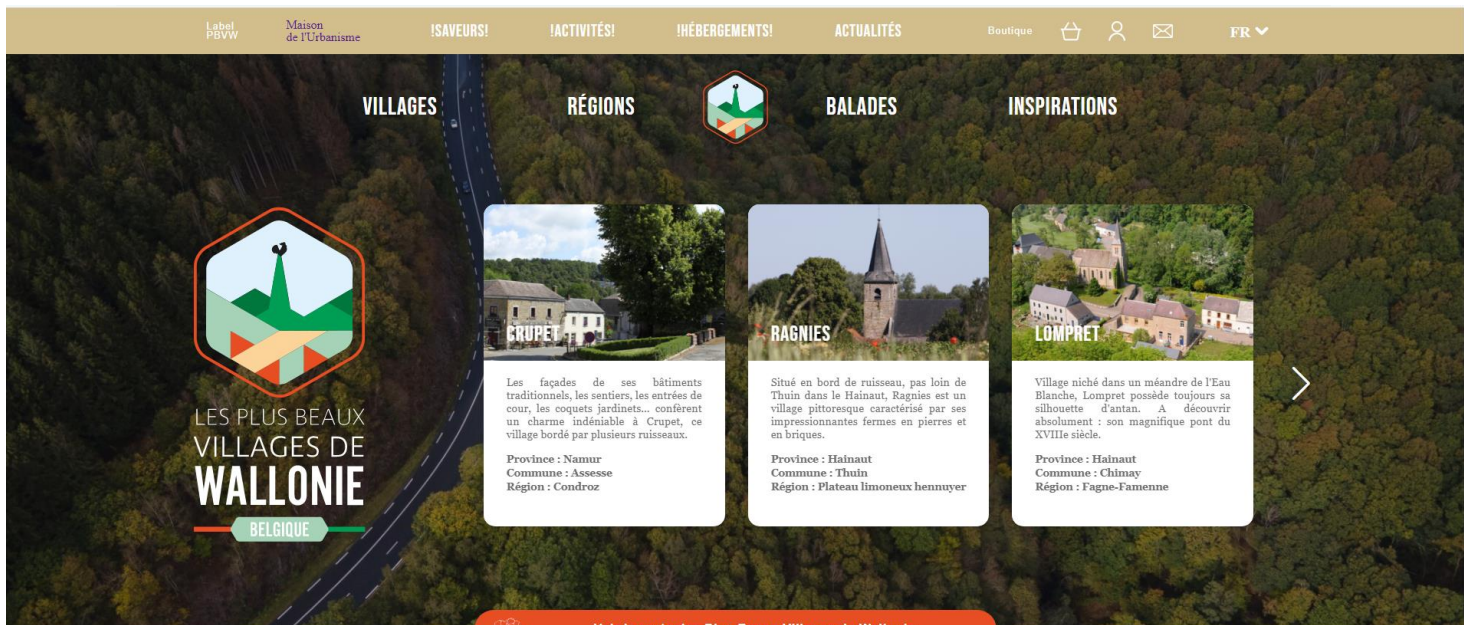 Label
PBVW
Maison
de l'Urbanisme
!SAVEURS!
!ACTIVITÉS!
!HÉBERGEMENTS!
ACTUALITÉS
Boutique
FR
VILLAGES
RÉGIONS
BALADES
INSPIRATIONS
LES PLUS BEAUX
VILLAGES DE
WALLONIE
BELGIQUE
CRUPET
Les façades de ses bâtiments
traditionnels, les sentiers, les entrées de
cour, les coquets jardinets... confèrent
un charme indéniable à Crupet, ce
village bordé par plusieurs ruisseaux.
Province : Namur
Commune : Assesse
Région : Condroz
RAGNIES
Situé en bord de ruisseau, pas loin de
Thuin dans le Hainaut, Ragnies est un
village pittoresque caractérisé par ses
impressionnantes fermes en pierres et
en briques.
Province : Hainaut
Commune : Thuin
Région : Plateau limoneux hennuyer
LOMPRET
Village niché dans un méandre de l'Eau
Blanche, Lompret possède toujours sa
silhouette d'antan. A découvrir
absolument : son magnifique pont du
XVIIIe siècle.
Province : Hainaut
Commune : Chimay
Région : Fagne-Famenne